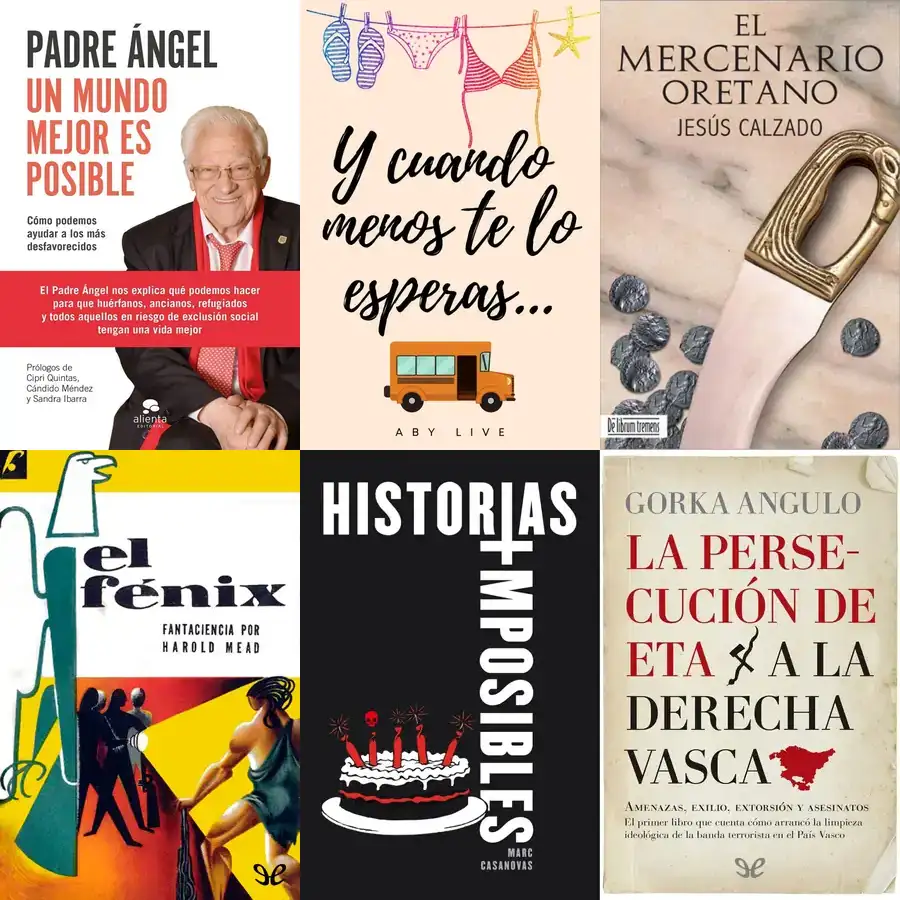 PADRE ÁNGEL
UN MUNDO
MEJOR ES
POSIBLE
Cómo podemos
ayudar a los más
desfavorecidos
El Padre Ángel nos explica qué podemos hacer
para que huérfanos, ancianos, refugiados
y todos aquellos en riesgo de exclusión social
tengan una vida mejor
Prólogos de
Cipri Quintas,
Cándido Méndez
y Sandra Ibarra
alienta
EDITORIAL
Y cuando
menos te lo
esperas...
ABY LIVE
EL
MERCENARIO
ORETANO
JESÚS CALZADO
De librum tremens
el
fénix
FANTACIENCIA POR
HAROLD MEAD
HISTORIAS
IMPOSIBLES
MARC
CASANOVAS
GORKA ANGULO
LA PERSE-
CUCIÓN DE
ETA A LA
DERECHA
VASCA
AMENAZAS, EXILIO, EXTORSIÓN Y ASESINATOS
El primer libro que cuenta cómo arrancó la limpieza
ideológica de la banda terrorista en el País Vasco